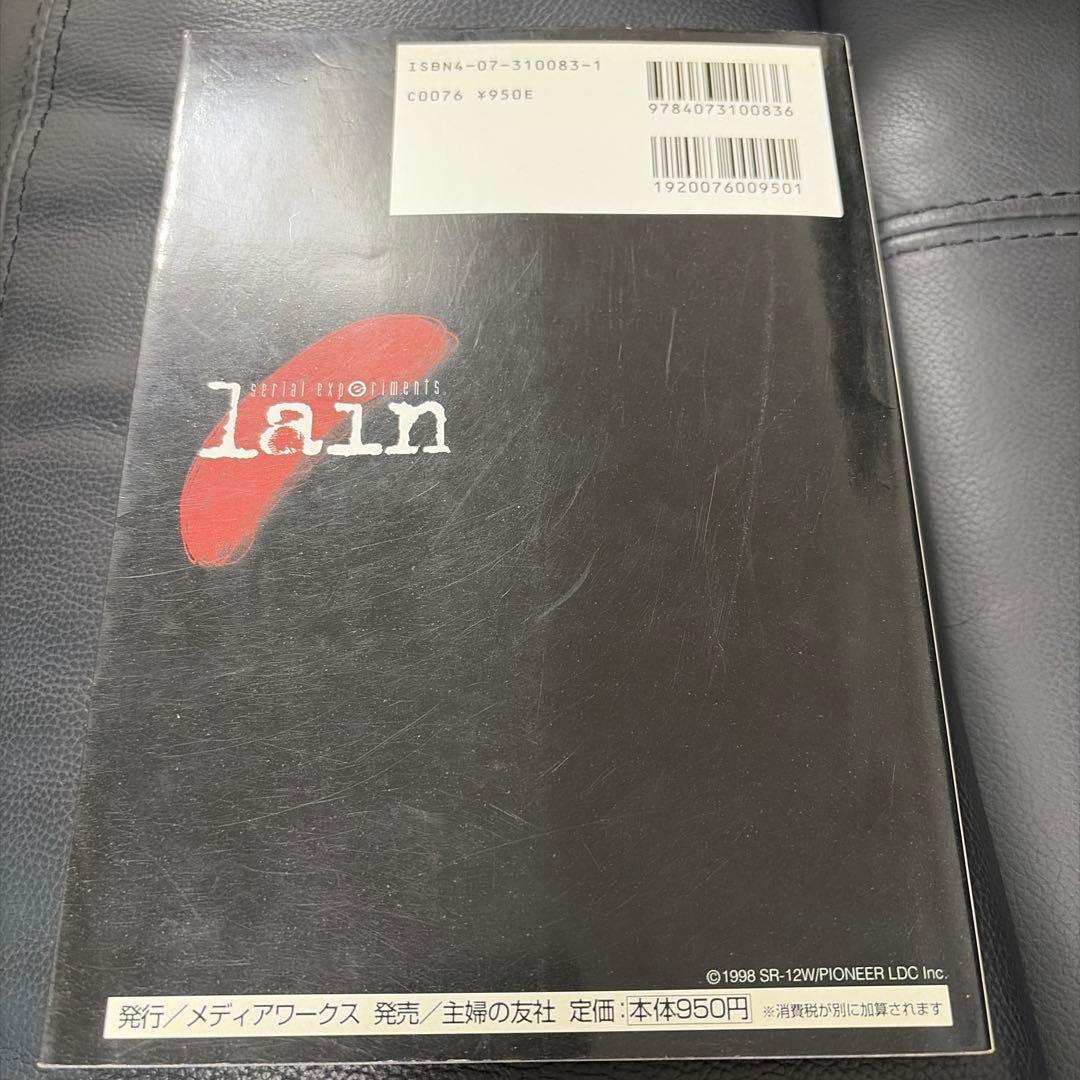 ISBN4-07-310083-1
C0076 ¥950E
9784073100836
1920076009501
serial experiments
lain
©1998 SR-12W/PIONEER LDC Inc.
発行／メディアワークス 発売／主婦の友社 定価：本体950円 ※消費税が別に加算されます